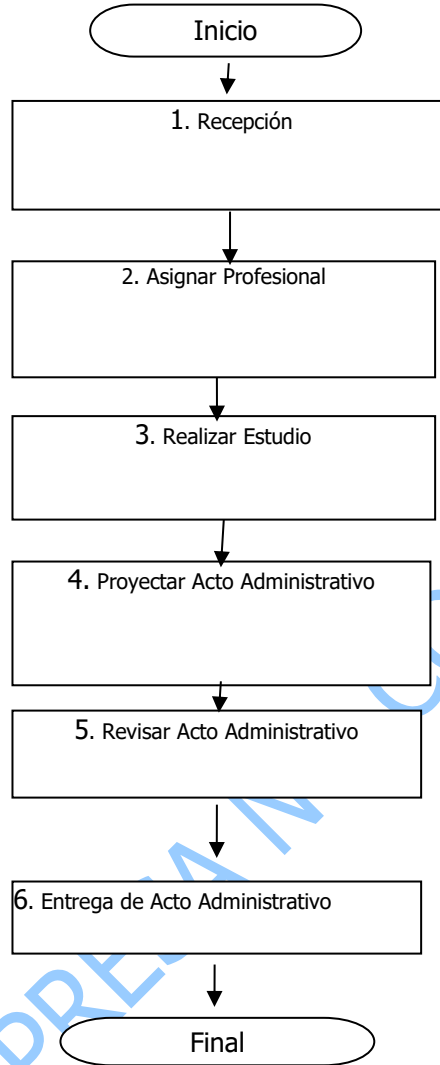 Inicio
1. Recepción
2. Asignar Profesional
3. Realizar Estudio
4. Proyectar Acto Administrativo
5. Revisar Acto Administrativo
6. Entrega de Acto Administrativo
Final